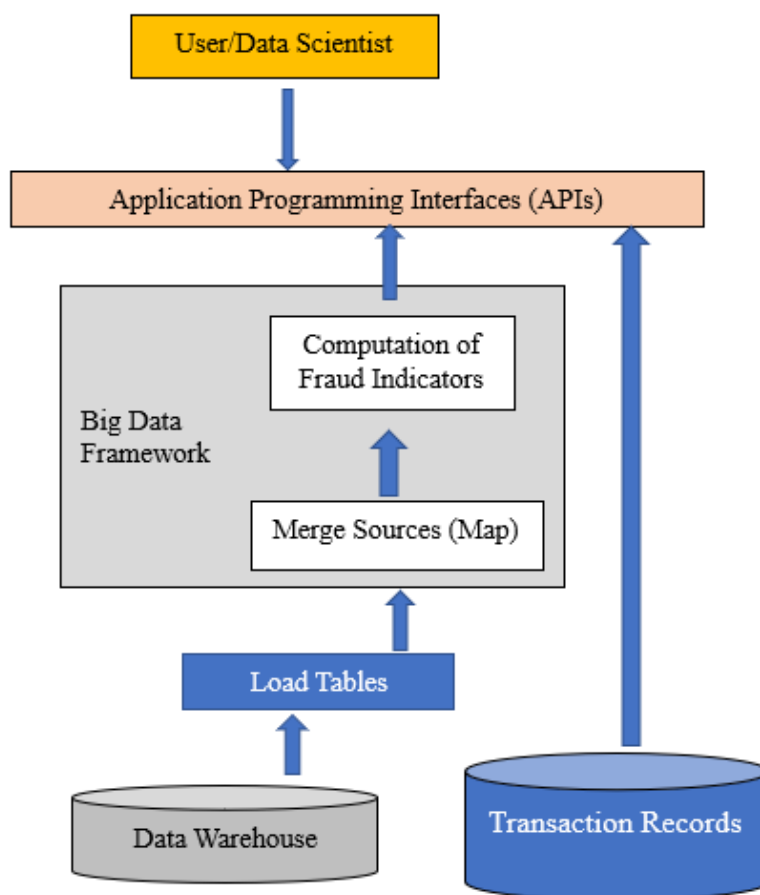 User/Data Scientist
Application Programming Interfaces (APIs)
Computation of
Fraud Indicators
Big Data
Framework
Merge Sources (Map)
Load Tables
Data Warehouse
Transaction Records